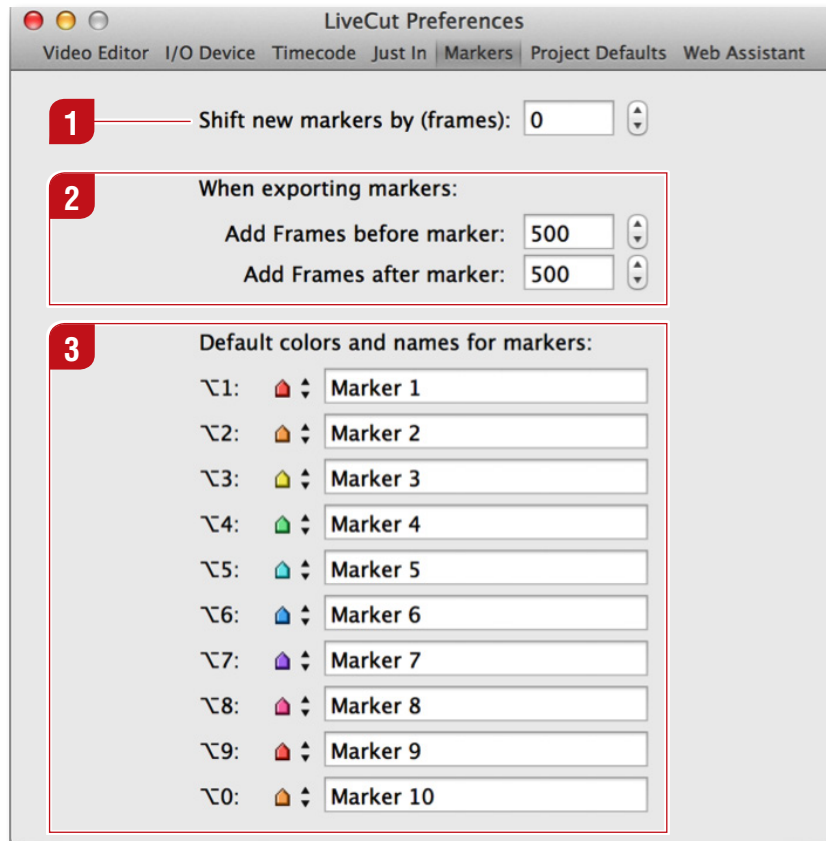 LiveCut Preferences
Video Editor I/O Device Timecode Just In Markers Project Defaults Web Assistant
1 Shift new markers by (frames): 0
2 When exporting markers:
Add Frames before marker: 500
Add Frames after marker: 500
3 Default colors and names for markers:
⌥1: Marker 1
⌥2: Marker 2
⌥3: Marker 3
⌥4: Marker 4
⌥5: Marker 5
⌥6: Marker 6
⌥7: Marker 7
⌥8: Marker 8
⌥9: Marker 9
⌥0: Marker 10